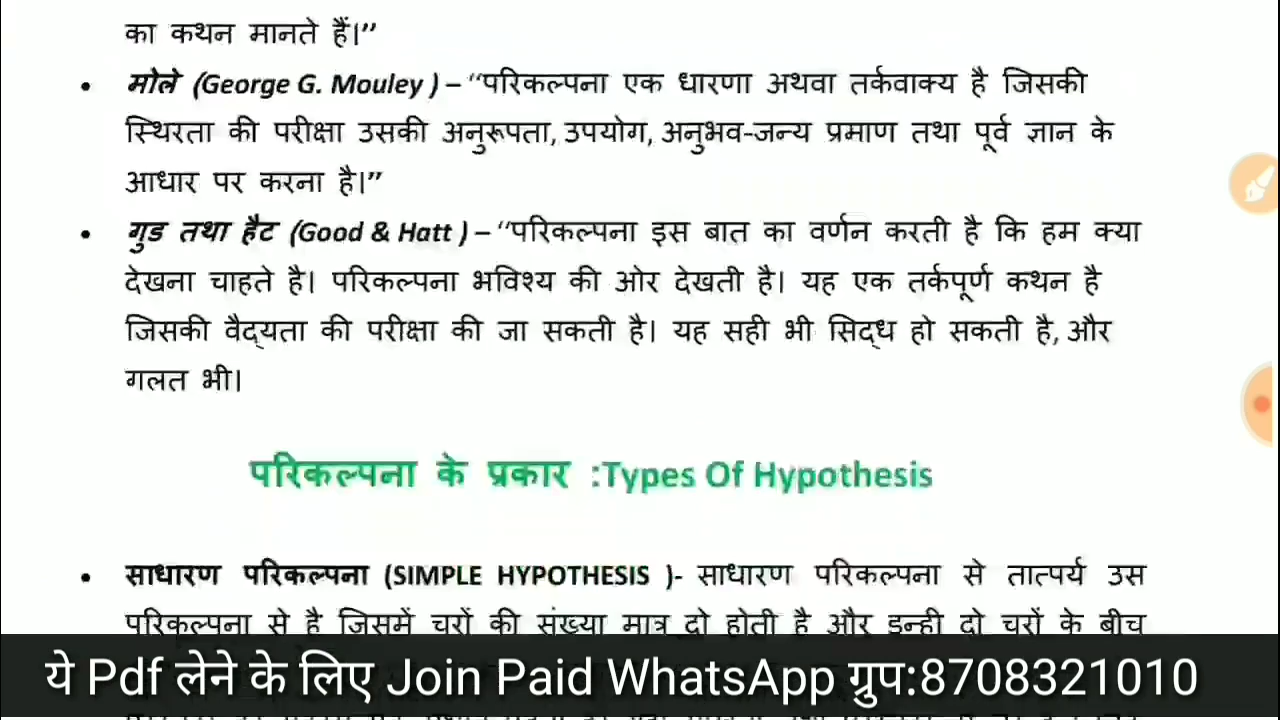 का कथन मानते हैं।”
• मोले (George G. Mouley ) – “परिकल्पना एक धारणा अथवा तर्कवाक्य है जिसकी
स्थिरता की परीक्षा उसकी अनुरूपता, उपयोग, अनुभव-जन्य प्रमाण तथा पूर्व ज्ञान के
आधार पर करना है।”
• गुड तथा हैट (Good & Hatt ) – “परिकल्पना इस बात का वर्णन करती है कि हम क्या
देखना चाहते है। परिकल्पना भविश्य की ओर देखती है। यह एक तर्कपूर्ण कथन है
जिसकी वैद्यता की परीक्षा की जा सकती है। यह सही भी सिद्ध हो सकती है, और
गलत भी।
परिकल्पना के प्रकार :Types Of Hypothesis
• साधारण परिकल्पना (SIMPLE HYPOTHESIS )- साधारण परिकल्पना से तात्पर्य उस
परिकल्पना से है जिसमें चरों की संख्या मात्र दो होती है और इन्ही दो चरों के बीच
ये Pdf लेने के लिए Join Paid WhatsApp ग्रुप:8708321010